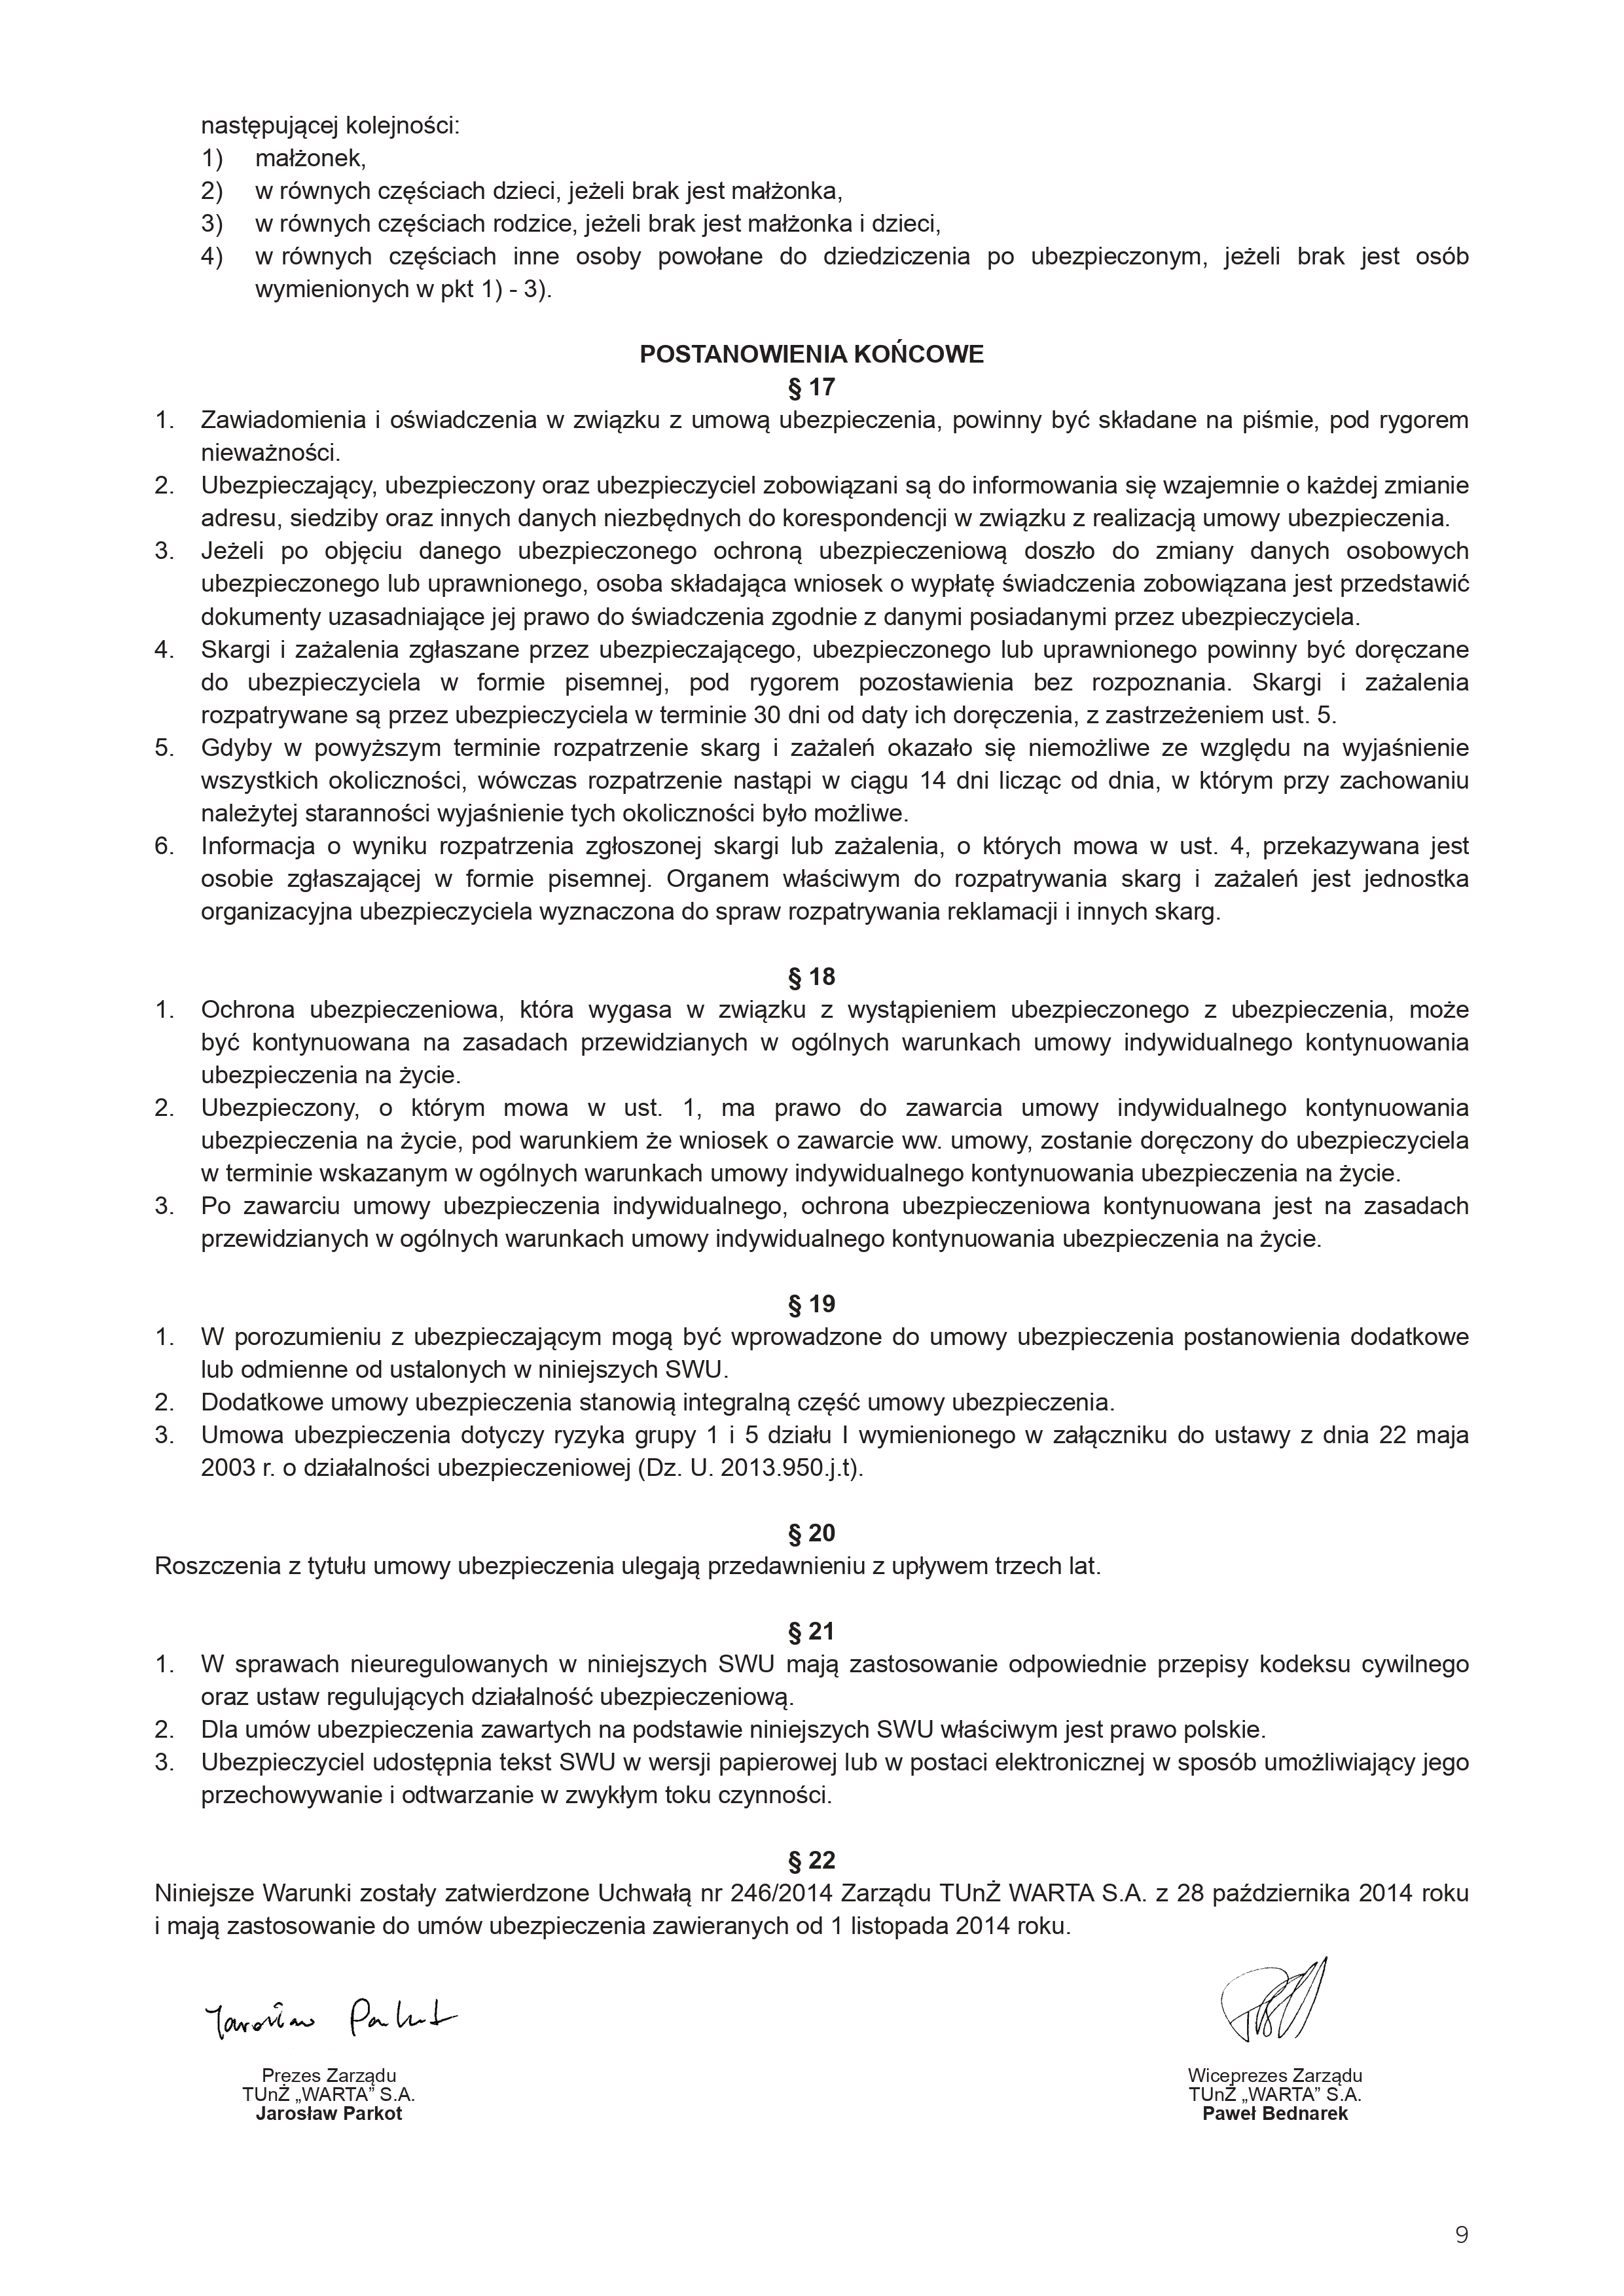 następującej kolejności:
1) małżonek,
2) w równych częściach dzieci, jeżeli brak jest małżonka,
3) w równych częściach rodzice, jeżeli brak jest małżonka i dzieci,
4) w równych częściach inne osoby powołane do dziedziczenia po ubezpieczonym, jeżeli brak jest osób
wymienionych w pkt 1) - 3).
POSTANOWIENIA KOŃCOWE
§ 17
1. Zawiadomienia i oświadczenia w związku z umową ubezpieczenia, powinny być składane na piśmie, pod rygorem
nieważności.
2. Ubezpieczający, ubezpieczony oraz ubezpieczyciel zobowiązani są do informowania się wzajemnie o każdej zmianie
adresu, siedziby oraz innych danych niezbędnych do korespondencji w związku z realizacją umowy ubezpieczenia.
3. Jeżeli po objęciu danego ubezpieczonego ochroną ubezpieczeniową doszło do zmiany danych osobowych
ubezpieczonego lub uprawnionego, osoba składająca wniosek o wypłatę świadczenia zobowiązana jest przedstawić
dokumenty uzasadniające jej prawo do świadczenia zgodnie z danymi posiadanymi przez ubezpieczyciela.
4. Skargi i zażalenia zgłaszane przez ubezpieczającego, ubezpieczonego lub uprawnionego powinny być doręczane
do ubezpieczyciela w formie pisemnej, pod rygorem pozostawienia bez rozpoznania. Skargi i zażalenia
rozpatrywane są przez ubezpieczyciela w terminie 30 dni od daty ich doręczenia, z zastrzeżeniem ust. 5.
5. Gdyby w powyższym terminie rozpatrzenie skarg i zażaleń okazało się niemożliwe ze względu na wyjaśnienie
wszystkich okoliczności, wówczas rozpatrzenie nastąpi w ciągu 14 dni licząc od dnia, w którym przy zachowaniu
należytej staranności wyjaśnienie tych okoliczności było możliwe.
6. Informacja o wyniku rozpatrzenia zgłoszonej skargi lub zażalenia, o których mowa w ust. 4, przekazywana jest
osobie zgłaszającej w formie pisemnej. Organem właściwym do rozpatrywania skarg i zażaleń jest jednostka
organizacyjna ubezpieczyciela wyznaczona do spraw rozpatrywania reklamacji i innych skarg.
§ 18
1. Ochrona ubezpieczeniowa, która wygasa w związku z wystąpieniem ubezpieczonego z ubezpieczenia, może
być kontynuowana na zasadach przewidzianych w ogólnych warunkach umowy indywidualnego kontynuowania
ubezpieczenia na życie.
2. Ubezpieczony, o którym mowa w ust. 1, ma prawo do zawarcia umowy indywidualnego kontynuowania
ubezpieczenia na życie, pod warunkiem że wniosek o zawarcie ww. umowy, zostanie doręczony do ubezpieczyciela
w terminie wskazanym w ogólnych warunkach umowy indywidualnego kontynuowania ubezpieczenia na życie.
3. Po zawarciu umowy ubezpieczenia indywidualnego, ochrona ubezpieczeniowa kontynuowana jest na zasadach
przewidzianych w ogólnych warunkach umowy indywidualnego kontynuowania ubezpieczenia na życie.
§ 19
1. W porozumieniu z ubezpieczającym mogą być wprowadzone do umowy ubezpieczenia postanowienia dodatkowe
lub odmienne od ustalonych w niniejszych SWU.
2. Dodatkowe umowy ubezpieczenia stanowią integralną część umowy ubezpieczenia.
3. Umowa ubezpieczenia dotyczy ryzyka grupy 1 i 5 działu I wymienionego w załączniku do ustawy z dnia 22 maja
2003 r. o działalności ubezpieczeniowej (Dz. U. 2013.950.j.t).
§ 20
Roszczenia z tytułu umowy ubezpieczenia ulegają przedawnieniu z upływem trzech lat.
§ 21
1. W sprawach nieuregulowanych w niniejszych SWU mają zastosowanie odpowiednie przepisy kodeksu cywilnego
oraz ustaw regulujących działalność ubezpieczeniową.
2. Dla umów ubezpieczenia zawartych na podstawie niniejszych SWU właściwym jest prawo polskie.
3. Ubezpieczyciel udostępnia tekst SWU w wersji papierowej lub w postaci elektronicznej w sposób umożliwiający jego
przechowywanie i odtwarzanie w zwykłym toku czynności.
§ 22
Niniejsze Warunki zostały zatwierdzone Uchwałą nr 246/2014 Zarządu TUnŻ WARTA S.A. z 28 października 2014 roku
i mają zastosowanie do umów ubezpieczenia zawieranych od 1 listopada 2014 roku.
Jarosław Parkot
Prezes Zarządu
TUnŻ „WARTA” S.A.
Jarosław Parkot
Wiceprezes Zarządu
TUnŻ „WARTA” S.A.
Paweł Bednarek
9